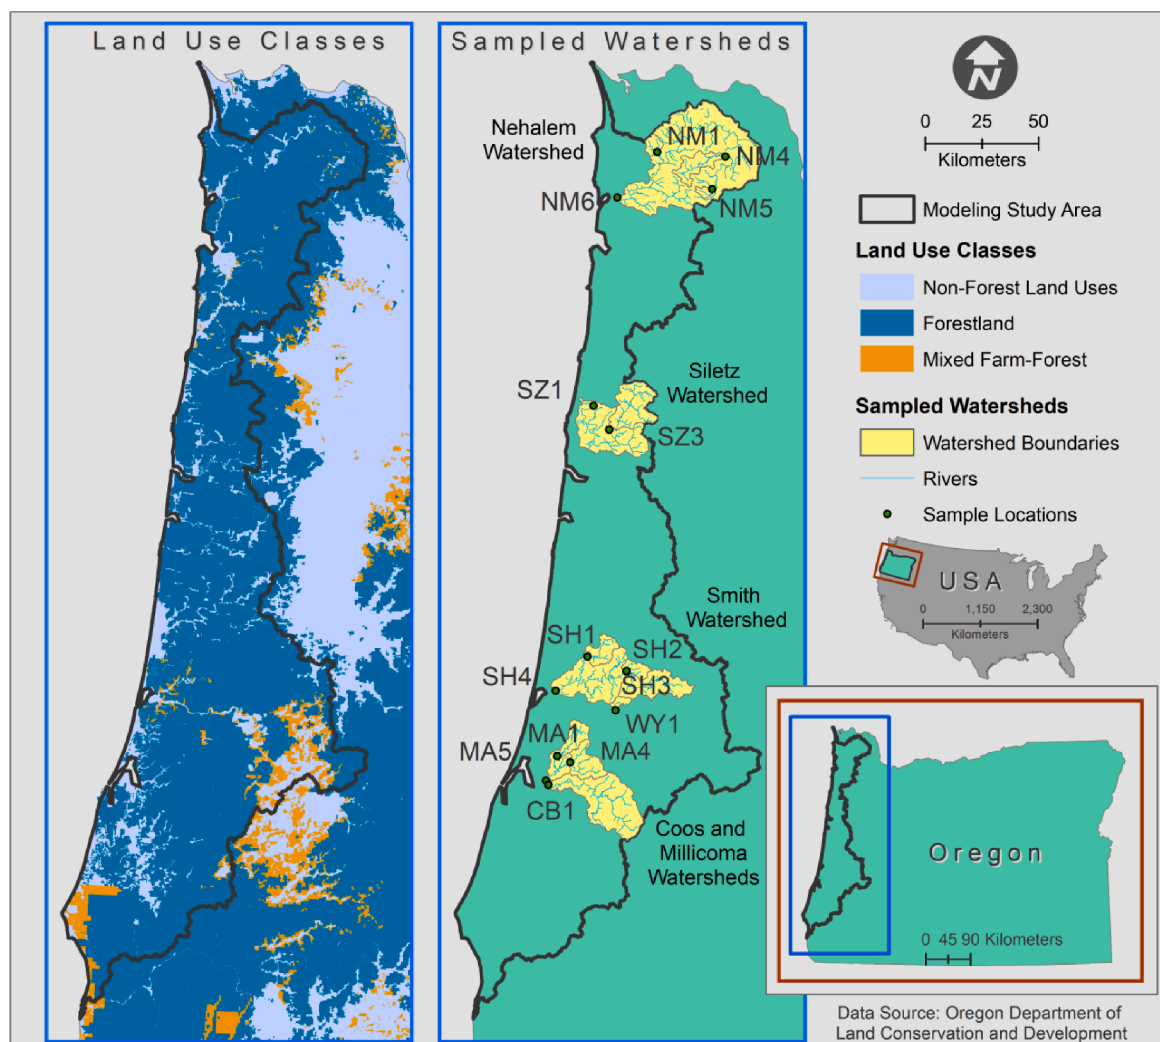 Land Use Classes
Sampled Watersheds
Nehalem
Watershed
NM1
NM4
NM6
NM5
SZ1
Siletz
Watershed
SZ3
Smith
Watershed
SH1
SH2
SH4
SH3
WY1
MA1
MA5
MA4
CB1
Coos and
Millicoma
Watersheds
N
0 25 50
Kilometers
Modeling Study Area
Land Use Classes
Non-Forest Land Uses
Forestland
Mixed Farm-Forest
Sampled Watersheds
Watershed Boundaries
Rivers
Sample Locations
USA
0 1,150 2,300
Kilometers
Oregon
0 45 90 Kilometers
Data Source: Oregon Department of
Land Conservation and Development